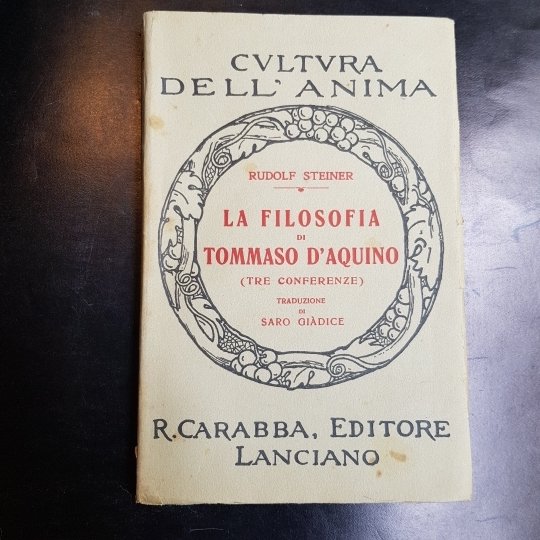 CVLTVRA
DELL' ANIMA
RUDOLF STEINER
LA FILOSOFIA
DI
TOMMASO D'AQUINO
(TRE CONFERENZE)
TRADUZIONE
DI
SARO GIÀDICE
R. CARABBA, EDITORE
LANCIANO